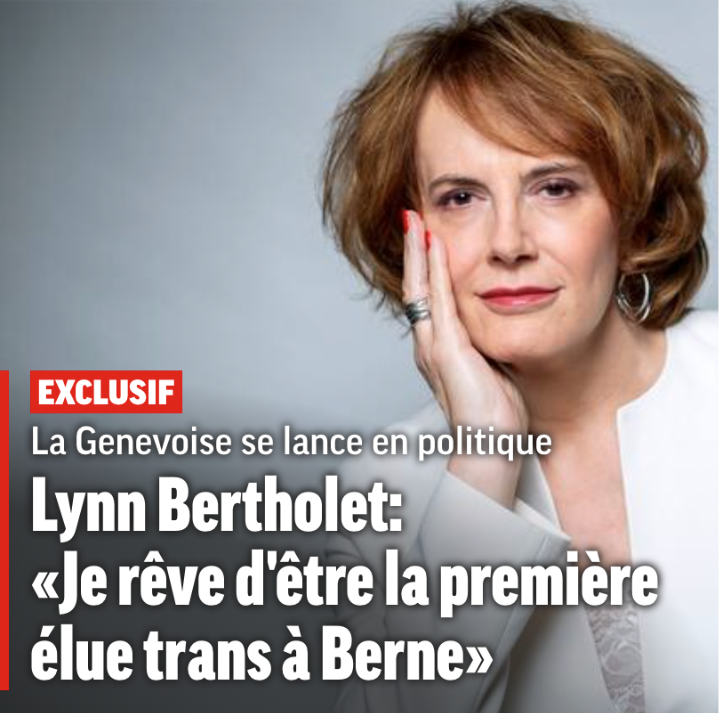 EXCLUSIF
La Genevoise se lance en politique
Lynn Bertholet:
«Je rêve d'être la première
élue trans à Berne»